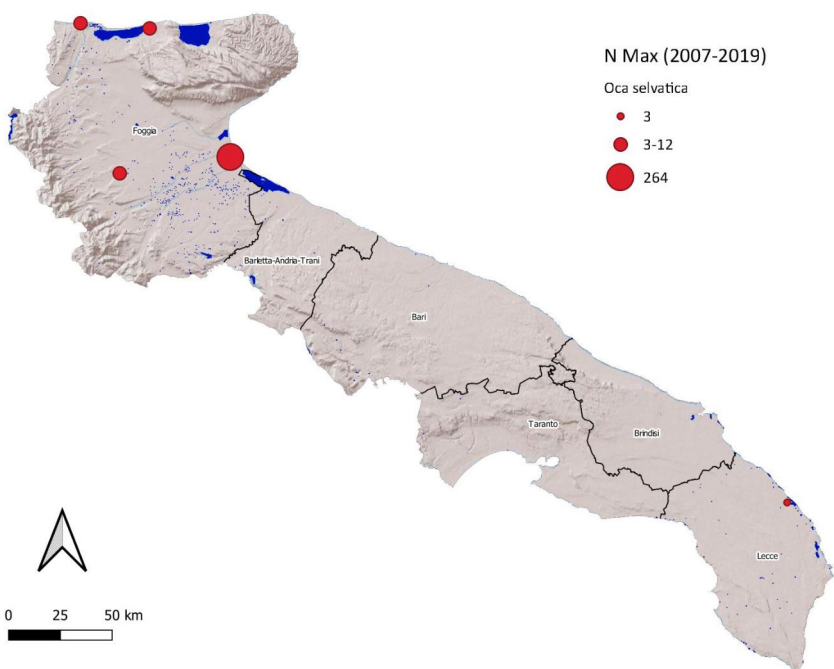 N Max (2007-2019)
Oca selvatica
3
3-12
264
Foggia
Barletta-Andria-Trani
Bari
Taranto
Brindisi
Lecce
0 25 50 km